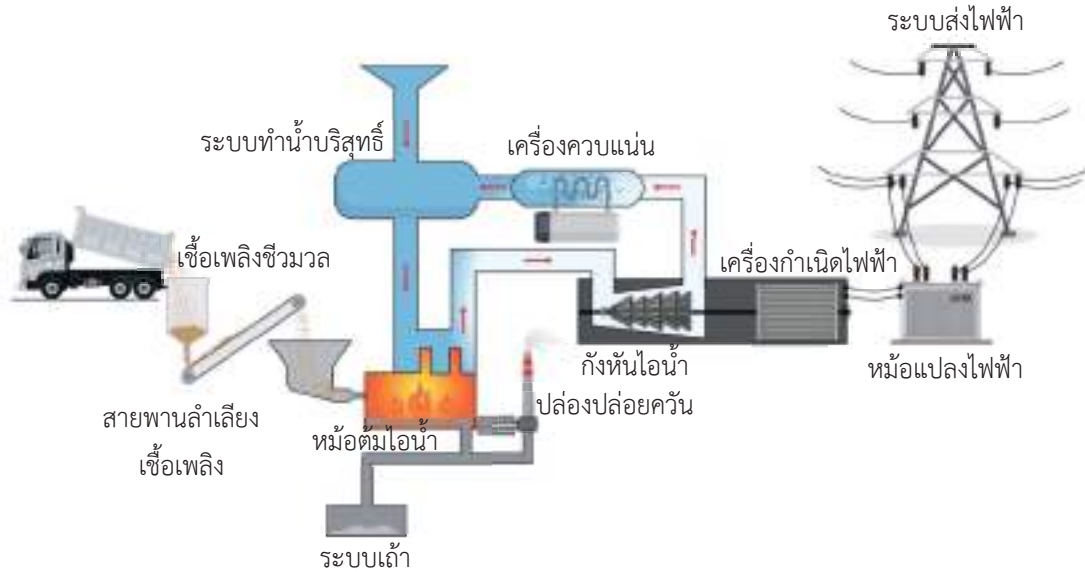 ระบบส่งไฟฟ้า
ระบบทำน้ำบริสุทธิ์
เครื่องควบแน่น
เชื้อเพลิงชีวมวล
เครื่องกำเนิดไฟฟ้า
กังหันไอน้ำ
หม้อแปลงไฟฟ้า
ปล่องปล่อยควัน
สายพานลำเลียง
เชื้อเพลิง
หม้อต้มไอน้ำ
ระบบเถ้า